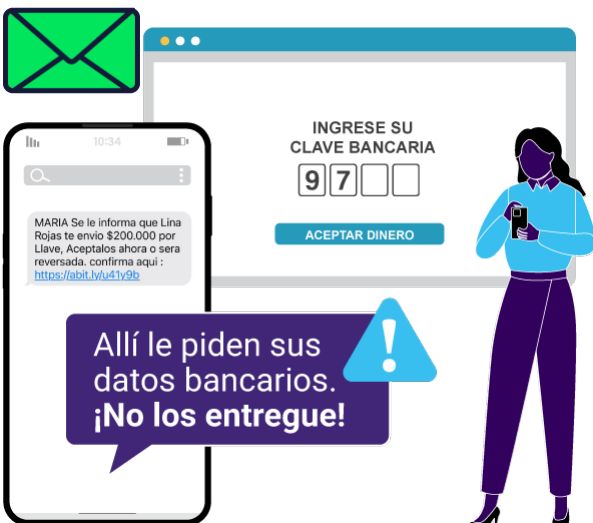 INGRESE SU
CLAVE BANCARIA
97
ACEPTAR DINERO
10:34
MARIA Se le informa que Lina
Rojas te envio $200.000 por
Llave, Aceptalos ahora o sera
reversada. confirma aqui :
https://abit.ly/u41y9b
Allí le piden sus
datos bancarios.
¡No los entregue!